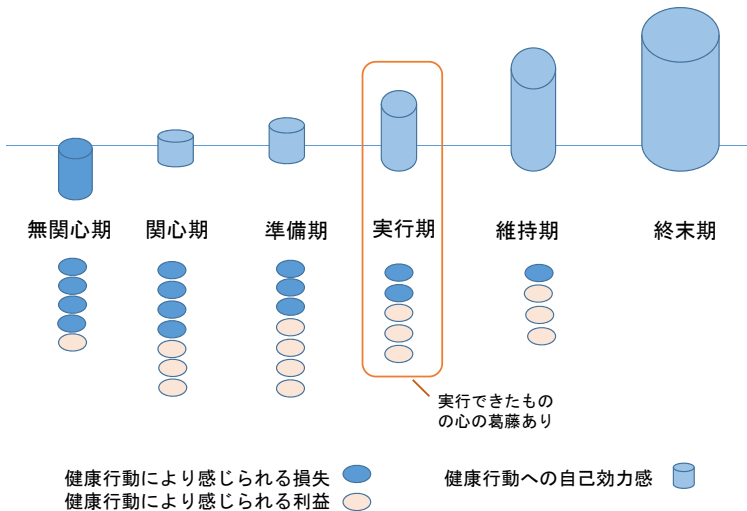 無関心期
関心期
準備期
実行期
維持期
終末期
実行できたもの
の心の葛藤あり
健康行動により感じられる損失
健康行動により感じられる利益
健康行動への自己効力感